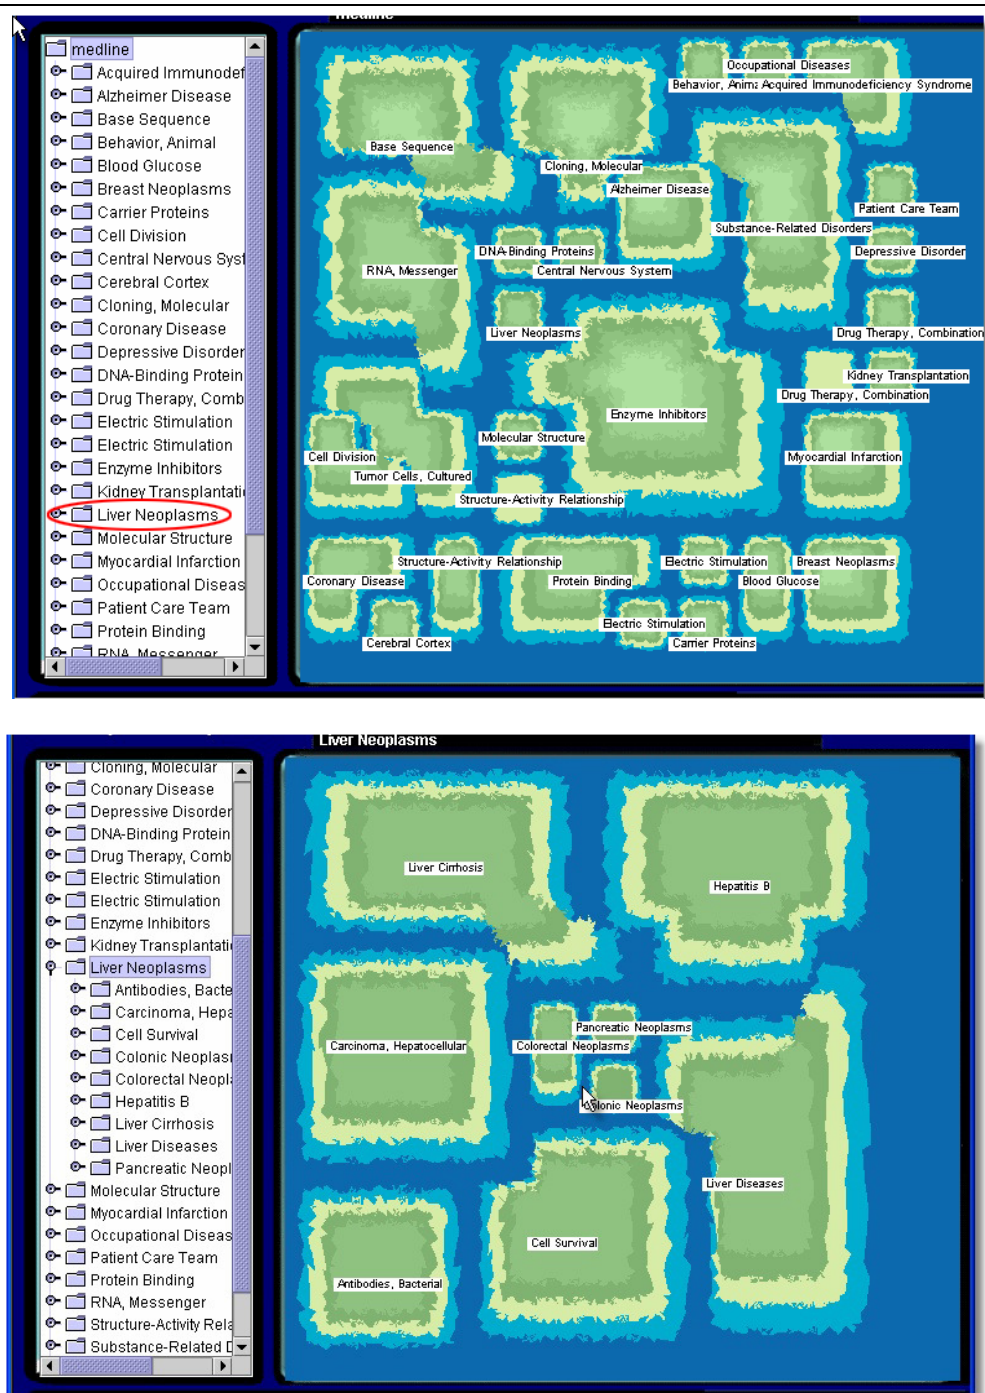 medline
medline
Acquired Immunodef
Alzheimer Disease
Base Sequence
Behavior, Animal
Blood Glucose
Breast Neoplasms
Carrier Proteins
Cell Division
Central Nervous Syst
Cerebral Cortex
Cloning, Molecular
Coronary Disease
Depressive Disorder
DNA-Binding Protein
Drug Therapy, Comb
Electric Stimulation
Electric Stimulation
Enzyme Inhibitors
Kidney Transplantati
Liver Neoplasms
Molecular Structure
Myocardial Infarction
Occupational Diseas
Patient Care Team
Protein Binding
RNA, Messenger
Occupational Diseases
Behavior, Anima Acquired Immunodeficiency Syndrome
Base Sequence
Cloning, Molecular
Alzheimer Disease
Patient Care Team
Substance-Related Disorders
DNA-Binding Proteins
Depressive Disorder
RNA, Messenger
Central Nervous System
Liver Neoplasms
Drug Therapy, Combination
Kidney Transplantation
Drug Therapy, Combination
Enzyme Inhibitors
Molecular Structure
Cell Division
Myocardial Infarction
Tumor Cells, Cultured
Structure-Activity Relationship
Structure-Activity Relationship
Electric Stimulation
Breast Neoplasms
Coronary Disease
Protein Binding
Blood Glucose
Electric Stimulation
Cerebral Cortex
Carrier Proteins
Liver Neoplasms
Cloning, Molecular
Coronary Disease
Depressive Disorder
DNA-Binding Protein
Drug Therapy, Comb
Electric Stimulation
Electric Stimulation
Enzyme Inhibitors
Kidney Transplantati
Liver Neoplasms
Antibodies, Bacte
Carcinoma, Hepa
Cell Survival
Colonic Neoplasi
Colorectal Neopl
Hepatitis B
Liver Cirrhosis
Liver Diseases
Pancreatic Neopl
Molecular Structure
Myocardial Infarction
Occupational Diseas
Patient Care Team
Protein Binding
RNA, Messenger
Structure-Activity Rela
Substance-Related D
Liver Cirrhosis
Hepatitis B
Pancreatic Neoplasms
Carcinoma, Hepatocellular
Colorectal Neoplasms
Colonic Neoplasms
Liver Diseases
Cell Survival
Antibodies, Bacterial